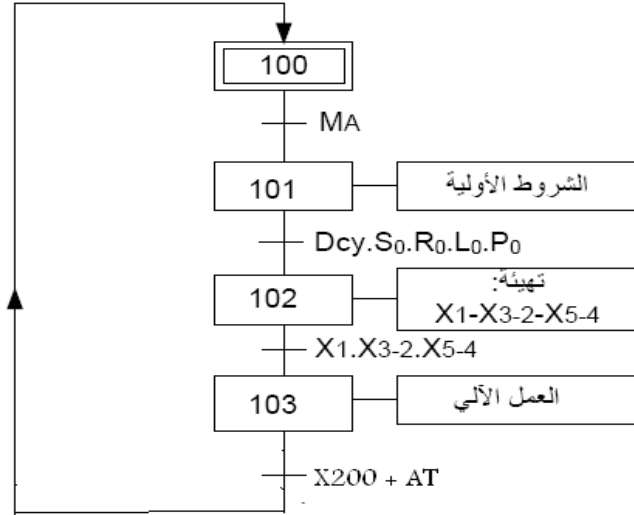 100
MA
101
الشروط الأولية
Dcy.S0.R0.L0.P0
102
تهيئة:
X1-X3-2-X5-4
X1.X3-2.X5-4
103
العمل الآلي
X200 + AT